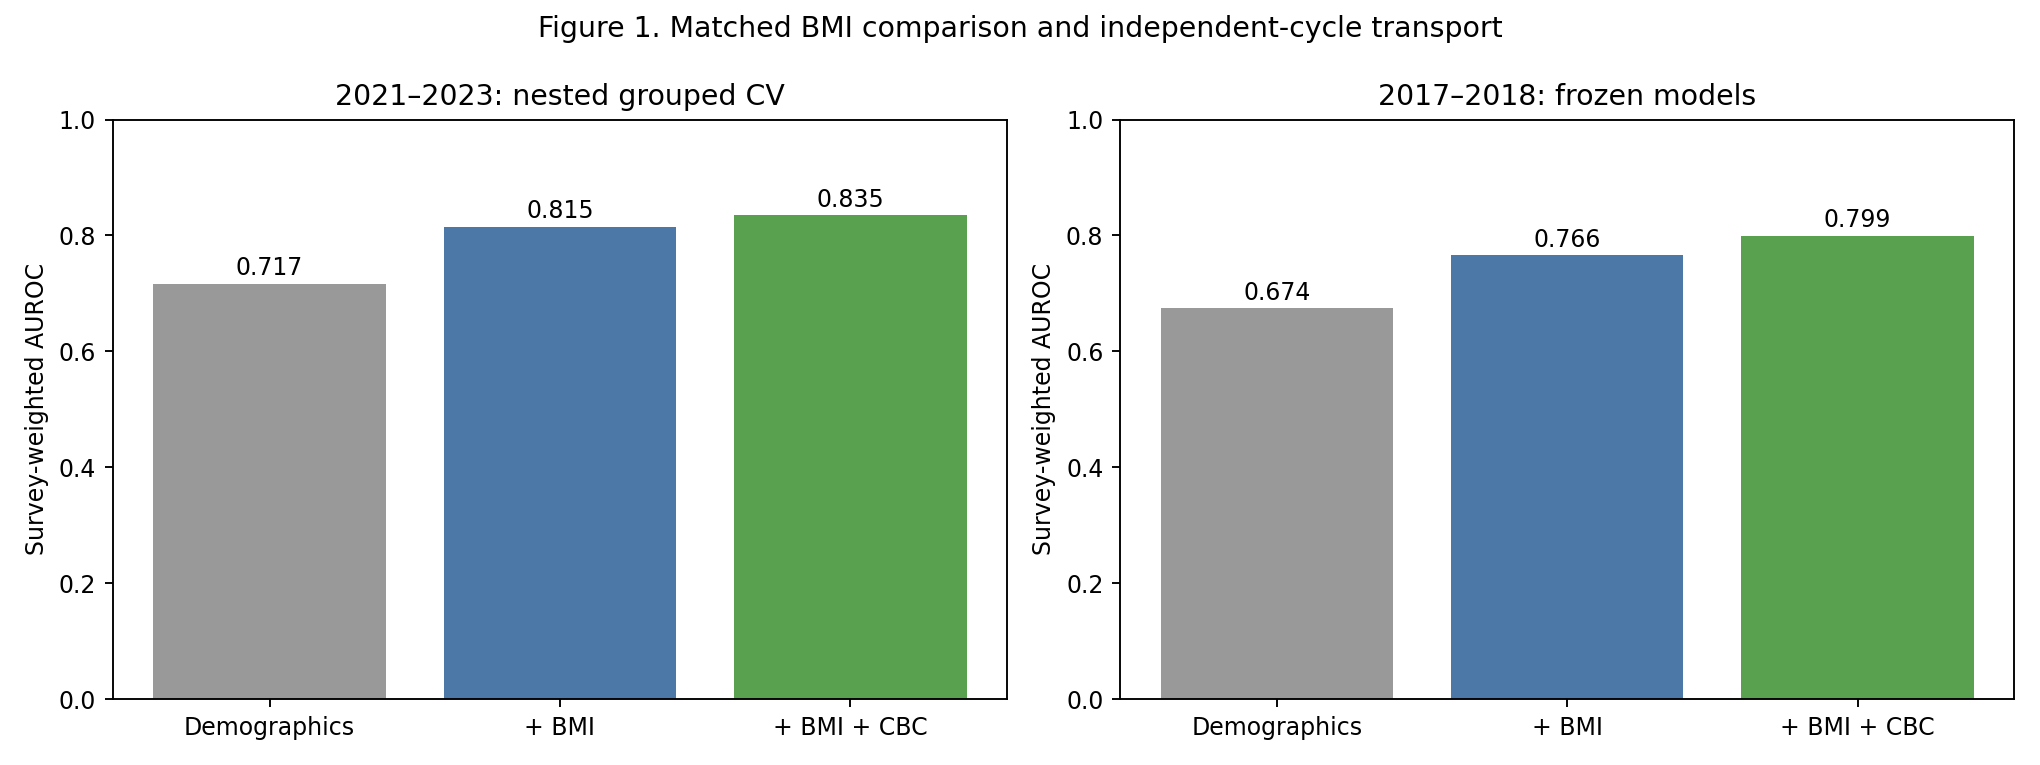 Figure 1. Matched BMI comparison and independent-cycle transport
2021–2023: nested grouped CV
Survey-weighted AUROC
1.0
0.8
0.6
0.4
0.2
0.0
0.717
0.815
0.835
Demographics
+ BMI
+ BMI + CBC
2017–2018: frozen models
Survey-weighted AUROC
1.0
0.8
0.6
0.4
0.2
0.0
0.674
0.766
0.799
Demographics
+ BMI
+ BMI + CBC